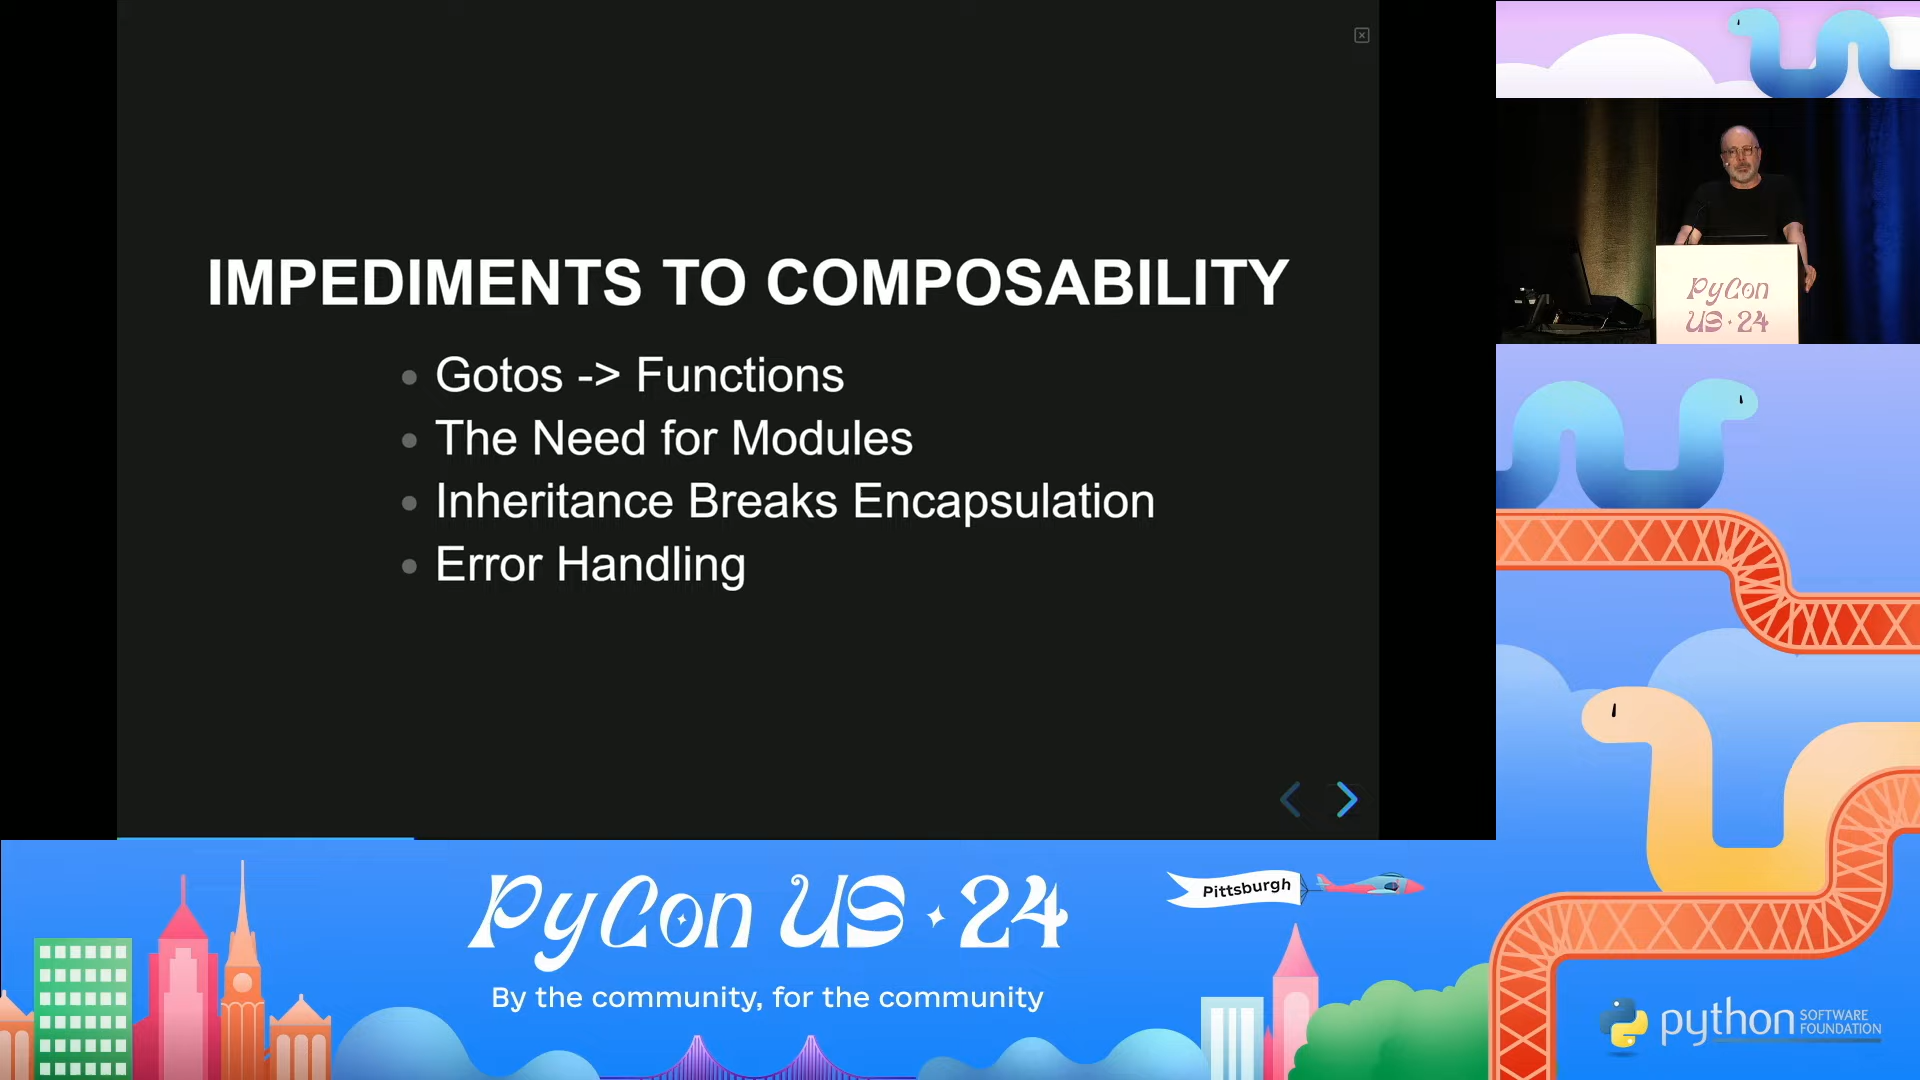 IMPEDIMENTS TO COMPOSABILITY
Gotos -> Functions
The Need for Modules
Inheritance Breaks Encapsulation
Error Handling
PyCon
US · 24
PyCon US · 24
By the community, for the community
Pittsburgh
python
SOFTWARE
FOUNDATION